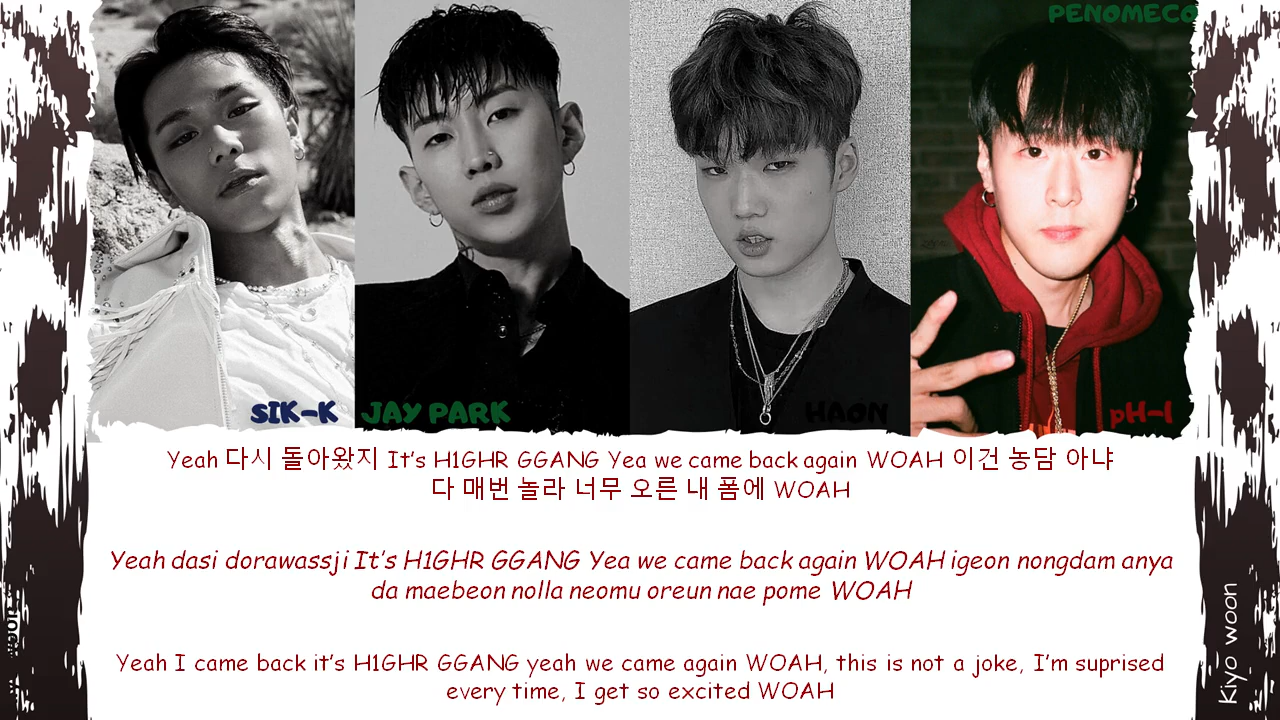 PENOMECO
sIK-K
JAY PARK
HAON
pH-1
Yeah 다시 돌아왔지 It's H1GHR GGANG Yea we came back again WOAH 이건 농담 아냐
다 매번 놀라 너무 오른 내 폼에 WOAH
Yeah dasi dorawassji It's H1GHR GGANG Yea we came back again WOAH igeon nongdam anya
da maebeon nolla neomu oreun nae pome WOAH
Yeah I came back it's H1GHR GGANG yeah we came again WOAH, this is not a joke, I'm suprised
every time, I get so excited WOAH
Kiyo woon
woon